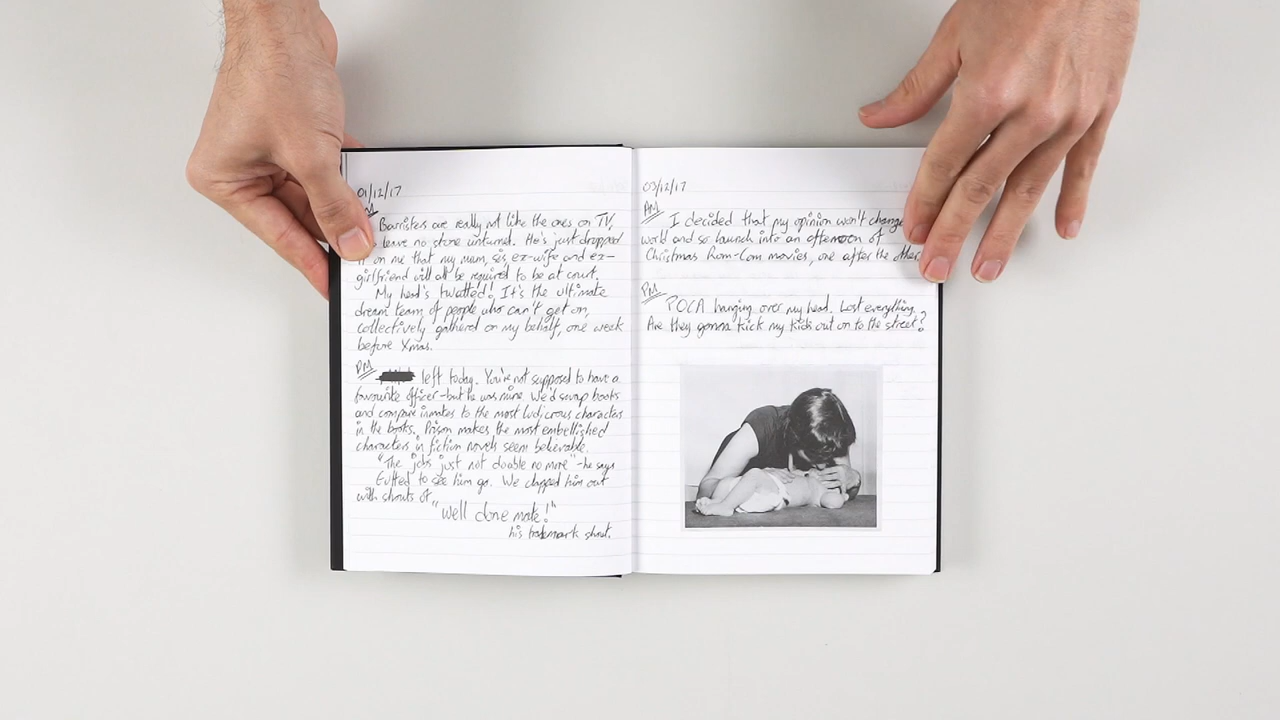 01/12/17
Barristers are really not like the ones on TV,
leave no stone unturned. He's just dropped
it on me that my mum, sis, ex-wife and ex-
girlfriend will all be required to be at court.
My head's twatted! It's the ultimate
dream team of people who can't get on,
collectively gathered on my behalf, one week
before Xmas.
PM
left today. You're not supposed to have a
favourite officer-but he was mine. We'd swap books
and compare inmates to the most ludicrous characters
in the books. Prison makes the most embellished
characters in fiction novels seem believable.
"The jobs just not doable no more" -he says
Gutted to see him go. We clapped him out
with shouts of
"well done mate!"
his trademark shout.
03/12/17
AM
I decided that my opinion won't change
world and so launch into an afternoon of
Christmas Rom-Com movies, one after the other.
PM
POCA hanging over my head. Lost everything.
Are they gonna kick my kids out on to the street?